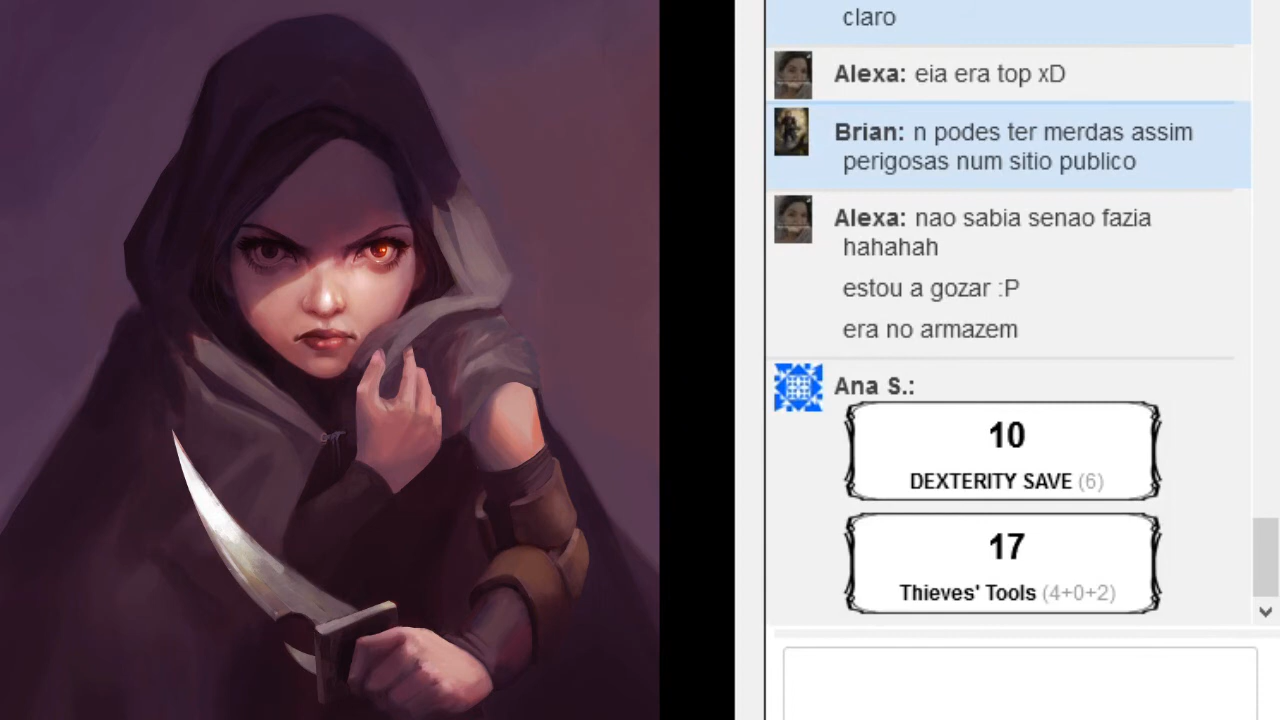 claro
Alexa: eia era top xD
Brian: n podes ter merdas assim
perigosas num sitio publico
Alexa: nao sabia senao fazia
hahahah
estou a gozar :P
era no armazem
Ana S.:
10
DEXTERITY SAVE (6)
17
Thieves' Tools (4+0+2)